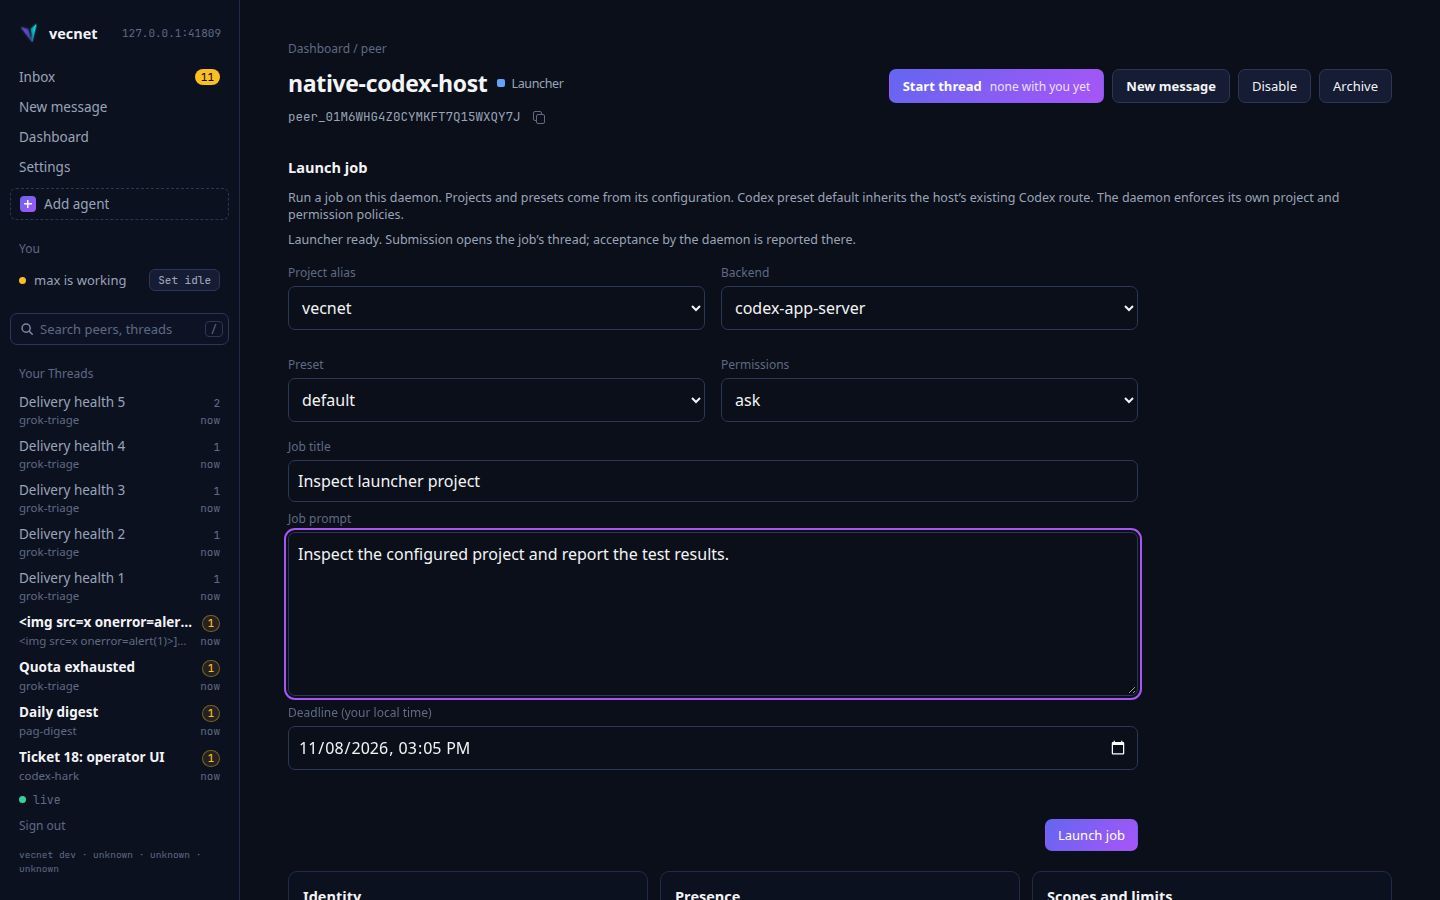 vecnet 127.0.0.1:41809
Inbox 11
New message
Dashboard
Settings
Add agent
You
max is working Set idle
Search peers, threads /
Your Threads
Delivery health 5 2
grok-triage now
Delivery health 4 1
grok-triage now
Delivery health 3 1
grok-triage now
Delivery health 2 1
grok-triage now
Delivery health 1 1
grok-triage now
<img src=x onerror=aler... 1
<img src=x onerror=alert(1)>]... now
Quota exhausted 1
grok-triage now
Daily digest 1
pag-digest now
Ticket 18: operator UI 1
codex-hark now
live
Sign out
vecnet dev · unknown · unknown ·
unknown
Dashboard / peer
native-codex-host Launcher
Start thread none with you yet New message Disable Archive
peer_01M6WHG4Z0CYMKFT7Q15WXQY7J
Launch job
Run a job on this daemon. Projects and presets come from its configuration. Codex preset default inherits the host’s existing Codex route. The daemon enforces its own project and
permission policies.
Launcher ready. Submission opens the job’s thread; acceptance by the daemon is reported there.
Project alias Backend
vecnet codex-app-server
Preset Permissions
default ask
Job title
Inspect launcher project
Job prompt
Inspect the configured project and report the test results.
Deadline (your local time)
11/08/2026, 03:05 PM
Launch job
Identity Presence Scopes and limits